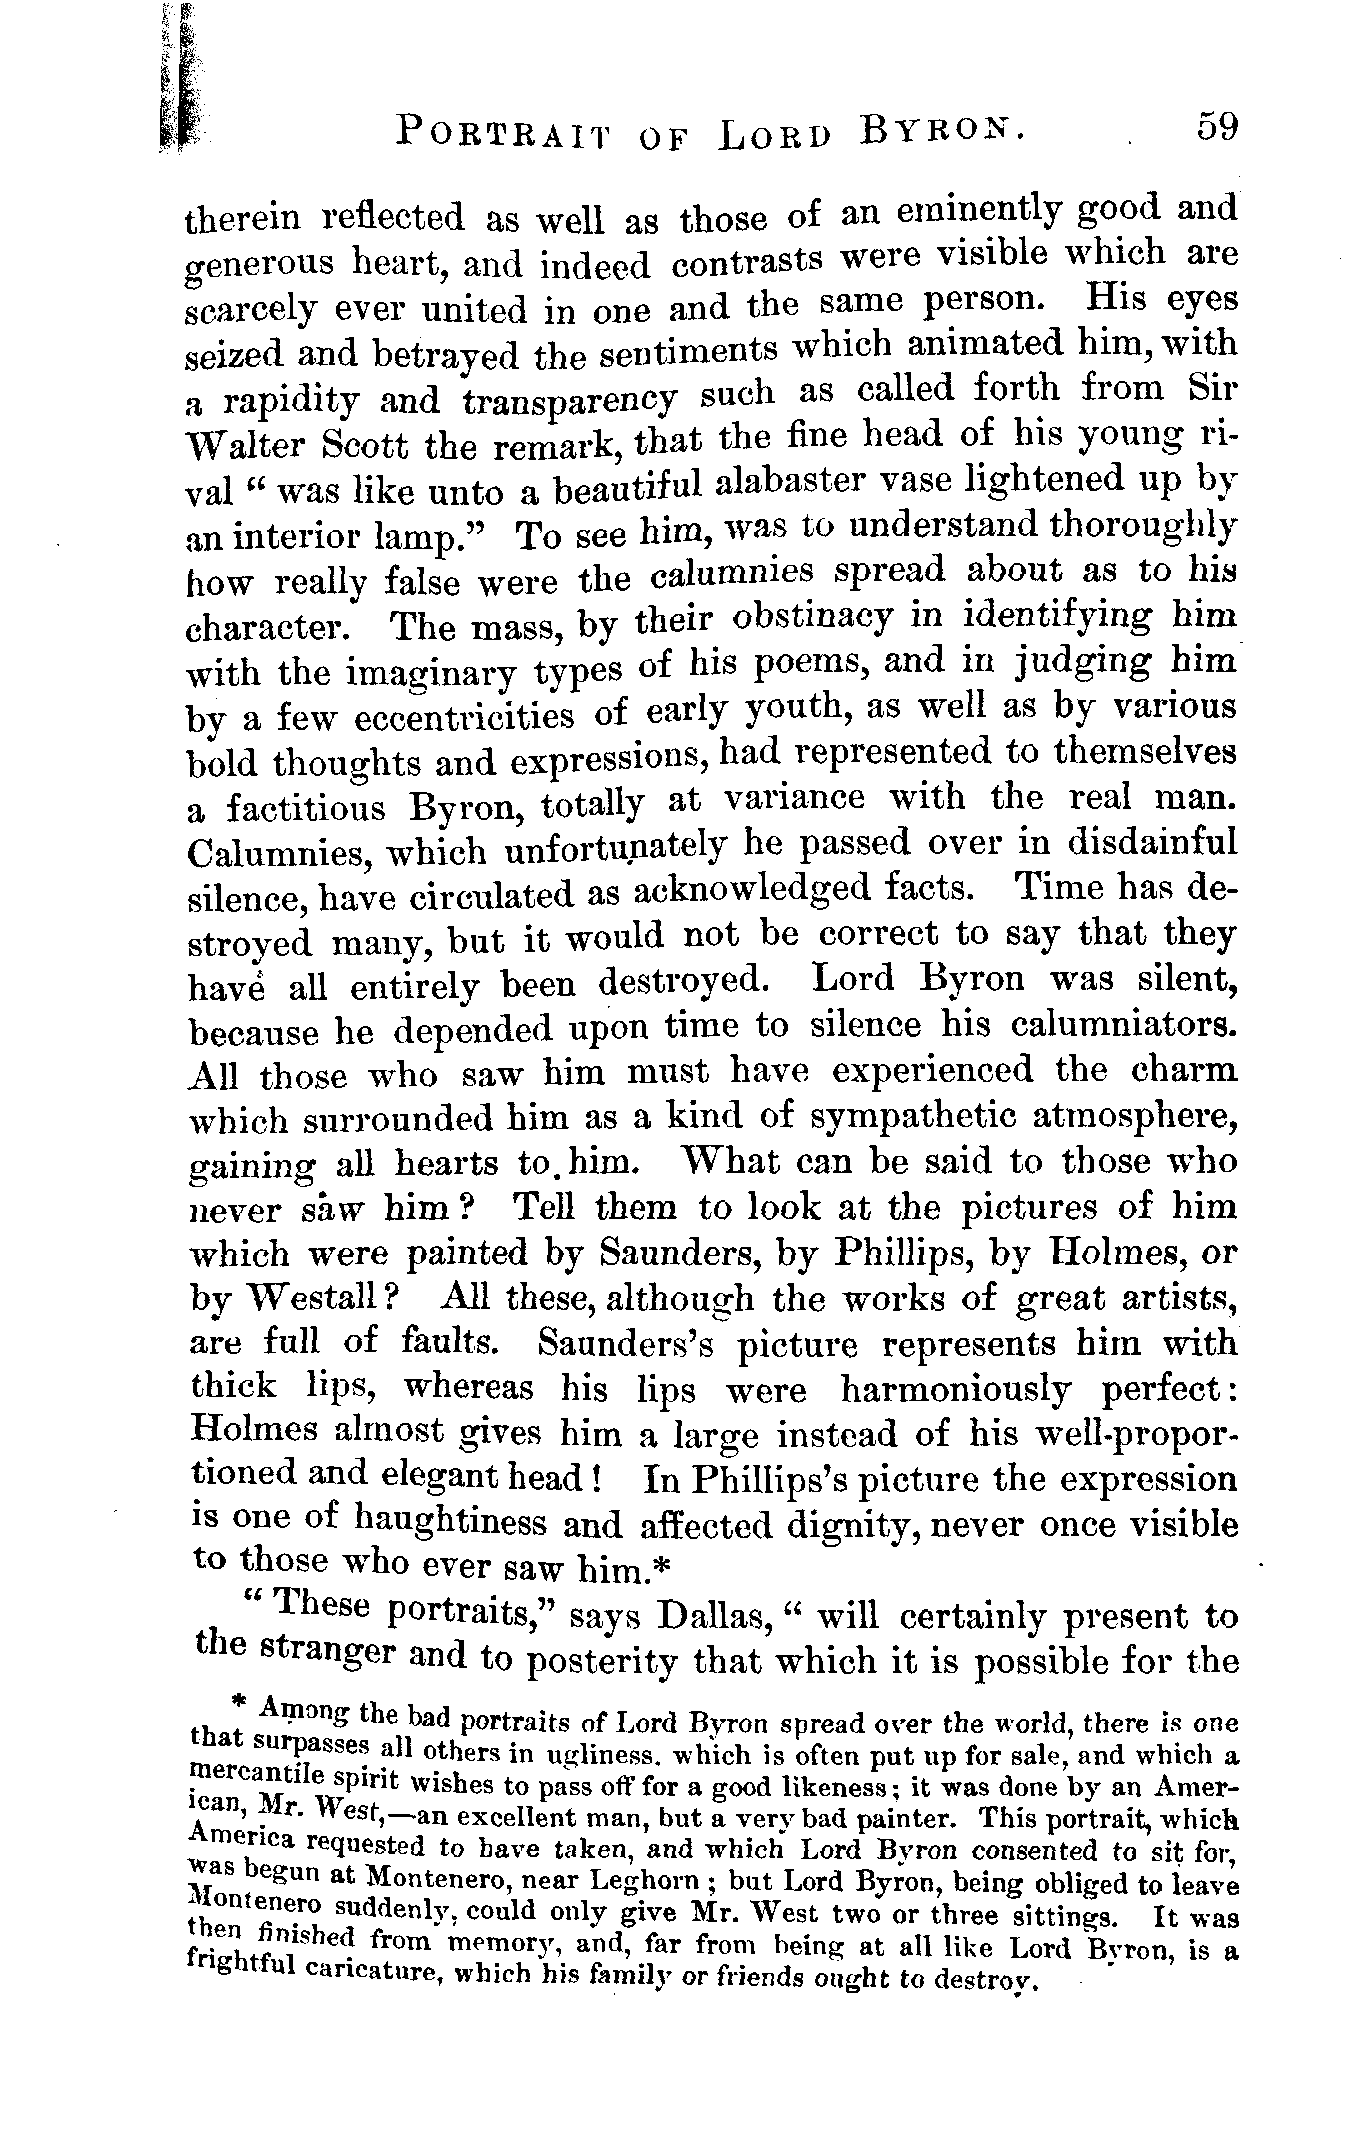 PORTRAIT OF LORD BYRON. 59
therein reflected as well as those of an eminently good and
generous heart, and indeed contrasts were visible which are
scarcely ever united in one and the same person. His eyes
seized and betrayed the sentiments which animated him, with
a rapidity and transparency such as called forth from Sir
Walter Scott the remark, that the fine head of his young ri-
val “ was like unto a beautiful alabaster vase lightened up by
an interior lamp.” To see him, was to understand thoroughly
how really false were the calumnies spread about as to his
character. The mass, by their obstinacy in identifying him
with the imaginary types of his poems, and in judging him
by a few eccentricities of early youth, as well as by various
bold thoughts and expressions, had represented to themselves
a factitious Byron, totally at variance with the real man.
Calumnies, which unfortunately he passed over in disdainful
silence, have circulated as acknowledged facts. Time has de-
stroyed many, but it would not be correct to say that they
have all entirely been destroyed. Lord Byron was silent,
because he depended upon time to silence his calumniators.
All those who saw him must have experienced the charm
which surrounded him as a kind of sympathetic atmosphere,
gaining all hearts to him. What can be said to those who
never saw him? Tell them to look at the pictures of him
which were painted by Saunders, by Phillips, by Holmes, or
by Westall? All these, although the works of great artists,
are full of faults. Saunders’s picture represents him with
thick lips, whereas his lips were harmoniously perfect:
Holmes almost gives him a large instead of his well-propor-
tioned and elegant head! In Phillips’s picture the expression
is one of haughtiness and affected dignity, never once visible
to those who ever saw him.*
“ These portraits,” says Dallas, “ will certainly present to
the stranger and to posterity that which it is possible for the
* Among the bad portraits of Lord Byron spread over the world, there is one
that surpasses all others in ugliness. which is often put up for sale, and which a
mercantile spirit wishes to pass off for a good likeness; it was done by an Amer-
ican, Mr. West,—an excellent man, but a very bad painter. This portrait, which
America requested to have taken, and which Lord Byron consented to sit for,
was begun at Montenero, near Leghorn; but Lord Byron, being obliged to leave
Montenero suddenly, could only give Mr. West two or three sittings. It was
then finished from memory, and, far from being at all like Lord Byron, is a
frightful caricature, which his family or friends ought to destroy.